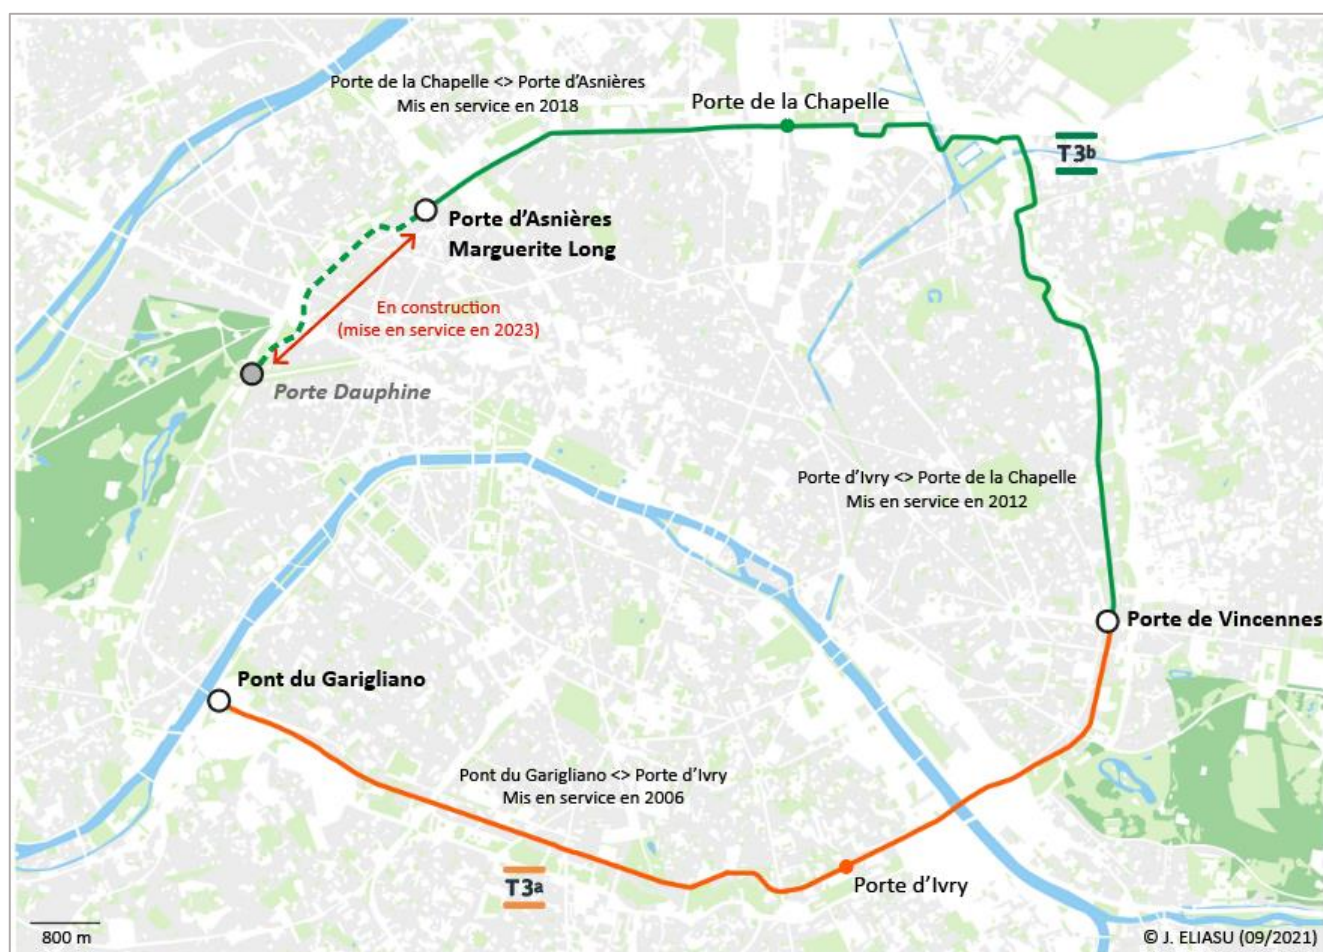 Porte de la Chapelle <> Porte d'Asnières
Mis en service en 2018
Porte de la Chapelle
T3b
Porte d'Asnières
Marguerite Long
En construction
(mise en service en 2023)
Porte Dauphine
Porte d'Ivry <> Porte de la Chapelle
Mis en service en 2012
Porte de Vincennes
Pont du Garigliano
Pont du Garigliano <> Porte d'Ivry
Mis en service en 2006
T3a
Porte d'Ivry
800 m
© J. ELIASU (09/2021)